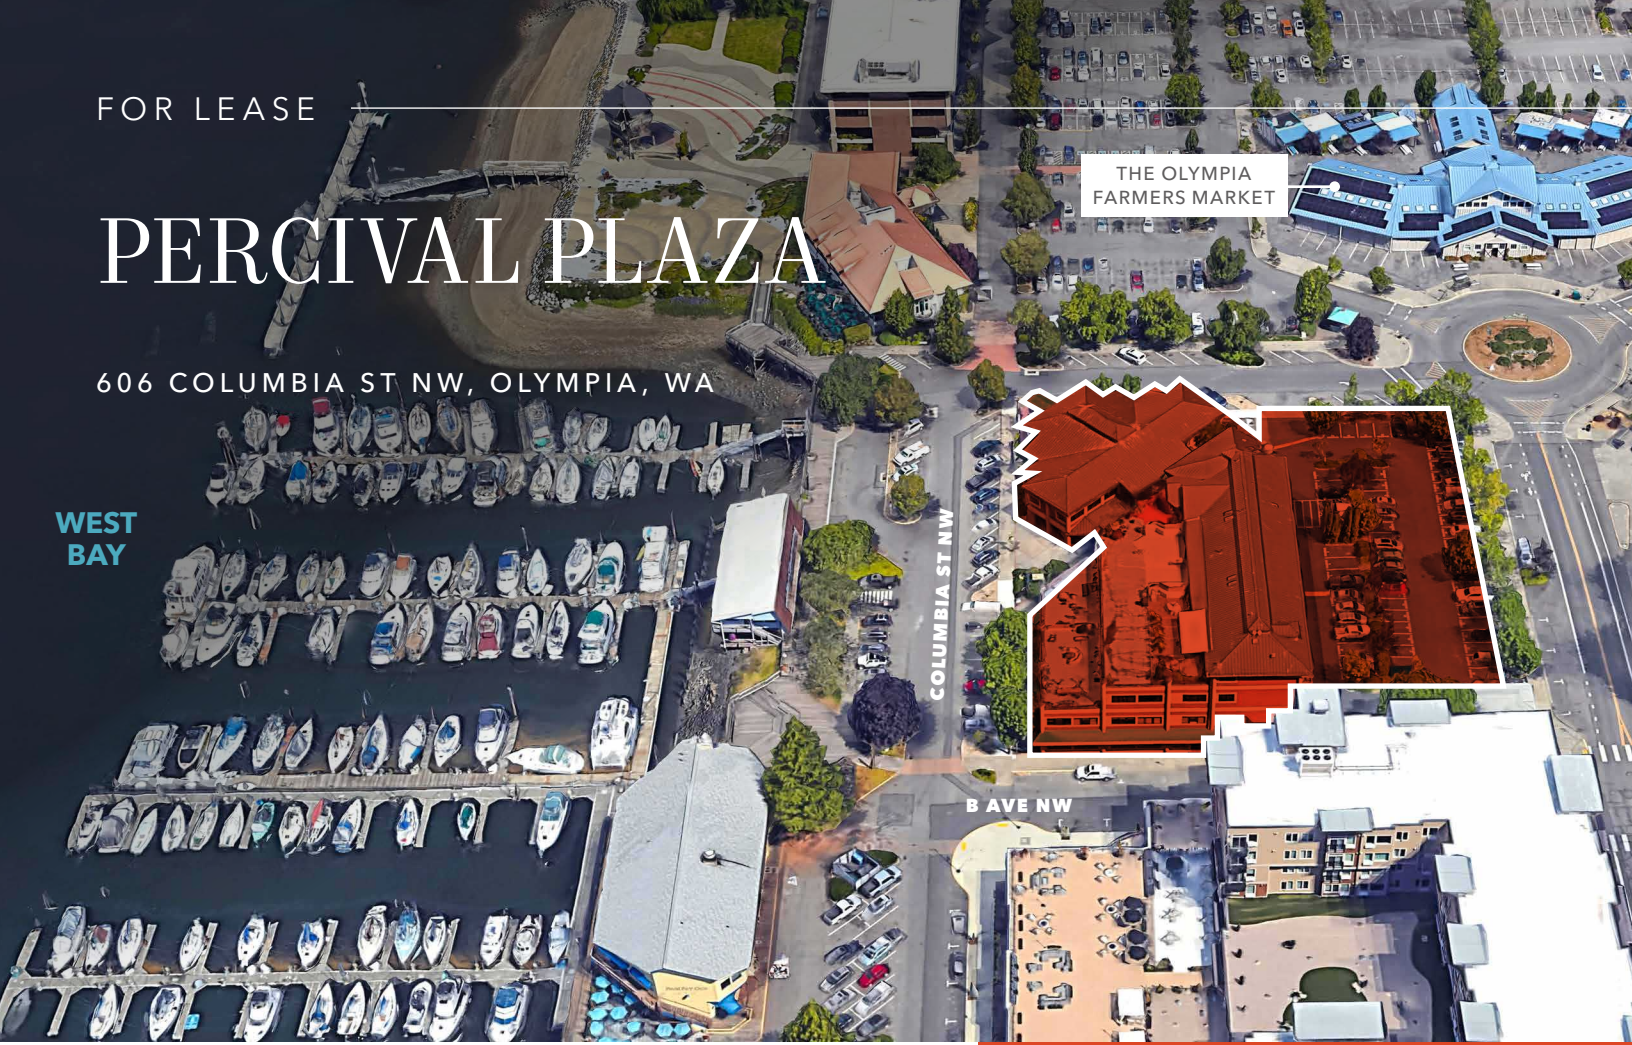 FOR LEASE
THE OLYMPIA
FARMERS MARKET
PERCIVAL PLAZA
606 COLUMBIA ST NW, OLYMPIA, WA
WEST
BAY
COLUMBIA ST NW
B AVE NW